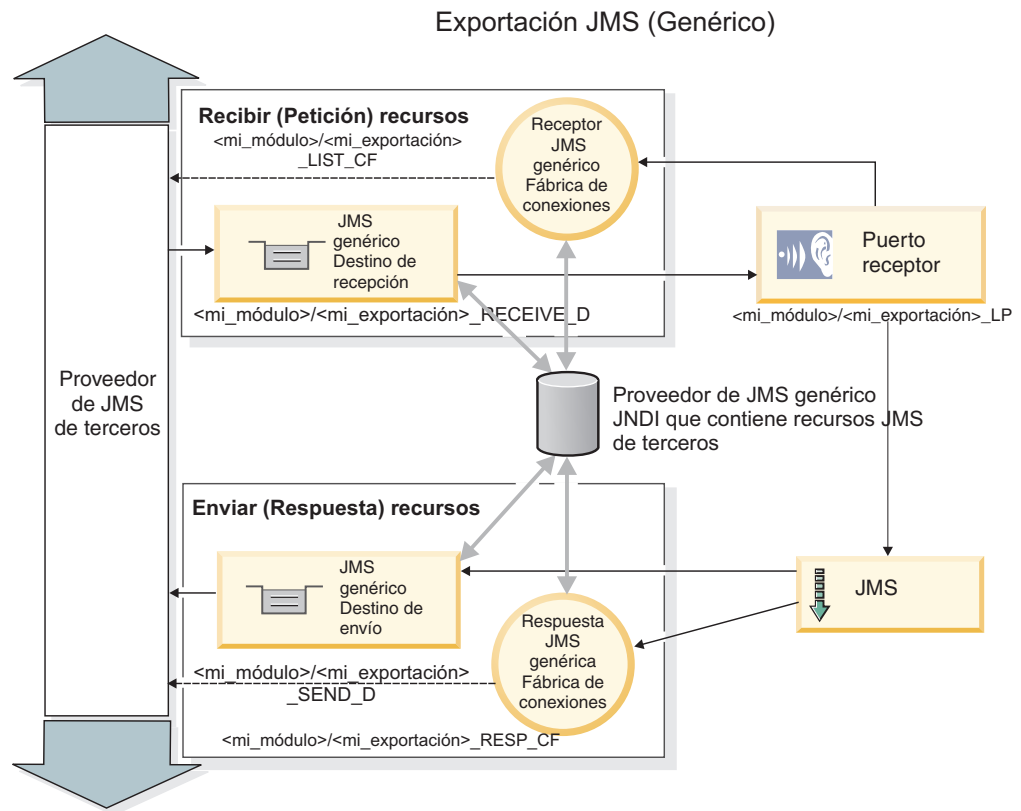 Exportación JMS (Genérico)
Recibir (Petición) recursos
<mi_módulo>/<mi_exportación>
_LIST_CF
Receptor
JMS
genérico
Fábrica de
conexiones
JMS
genérico
Destino de
recepción
<mi_módulo>/<mi_exportación>_RECEIVE_D
Puerto
receptor
<mi_módulo>/<mi_exportación>_LP
Proveedor
de JMS
de terceros
Proveedor de JMS genérico
JNDI que contiene recursos JMS
de terceros
Enviar (Respuesta) recursos
JMS
genérico
Destino de
envío
Respuesta
JMS
genérica
Fábrica de
conexiones
JMS
<mi_módulo>/<mi_exportación>
_SEND_D
<mi_módulo>/<mi_exportación>_RESP_CF